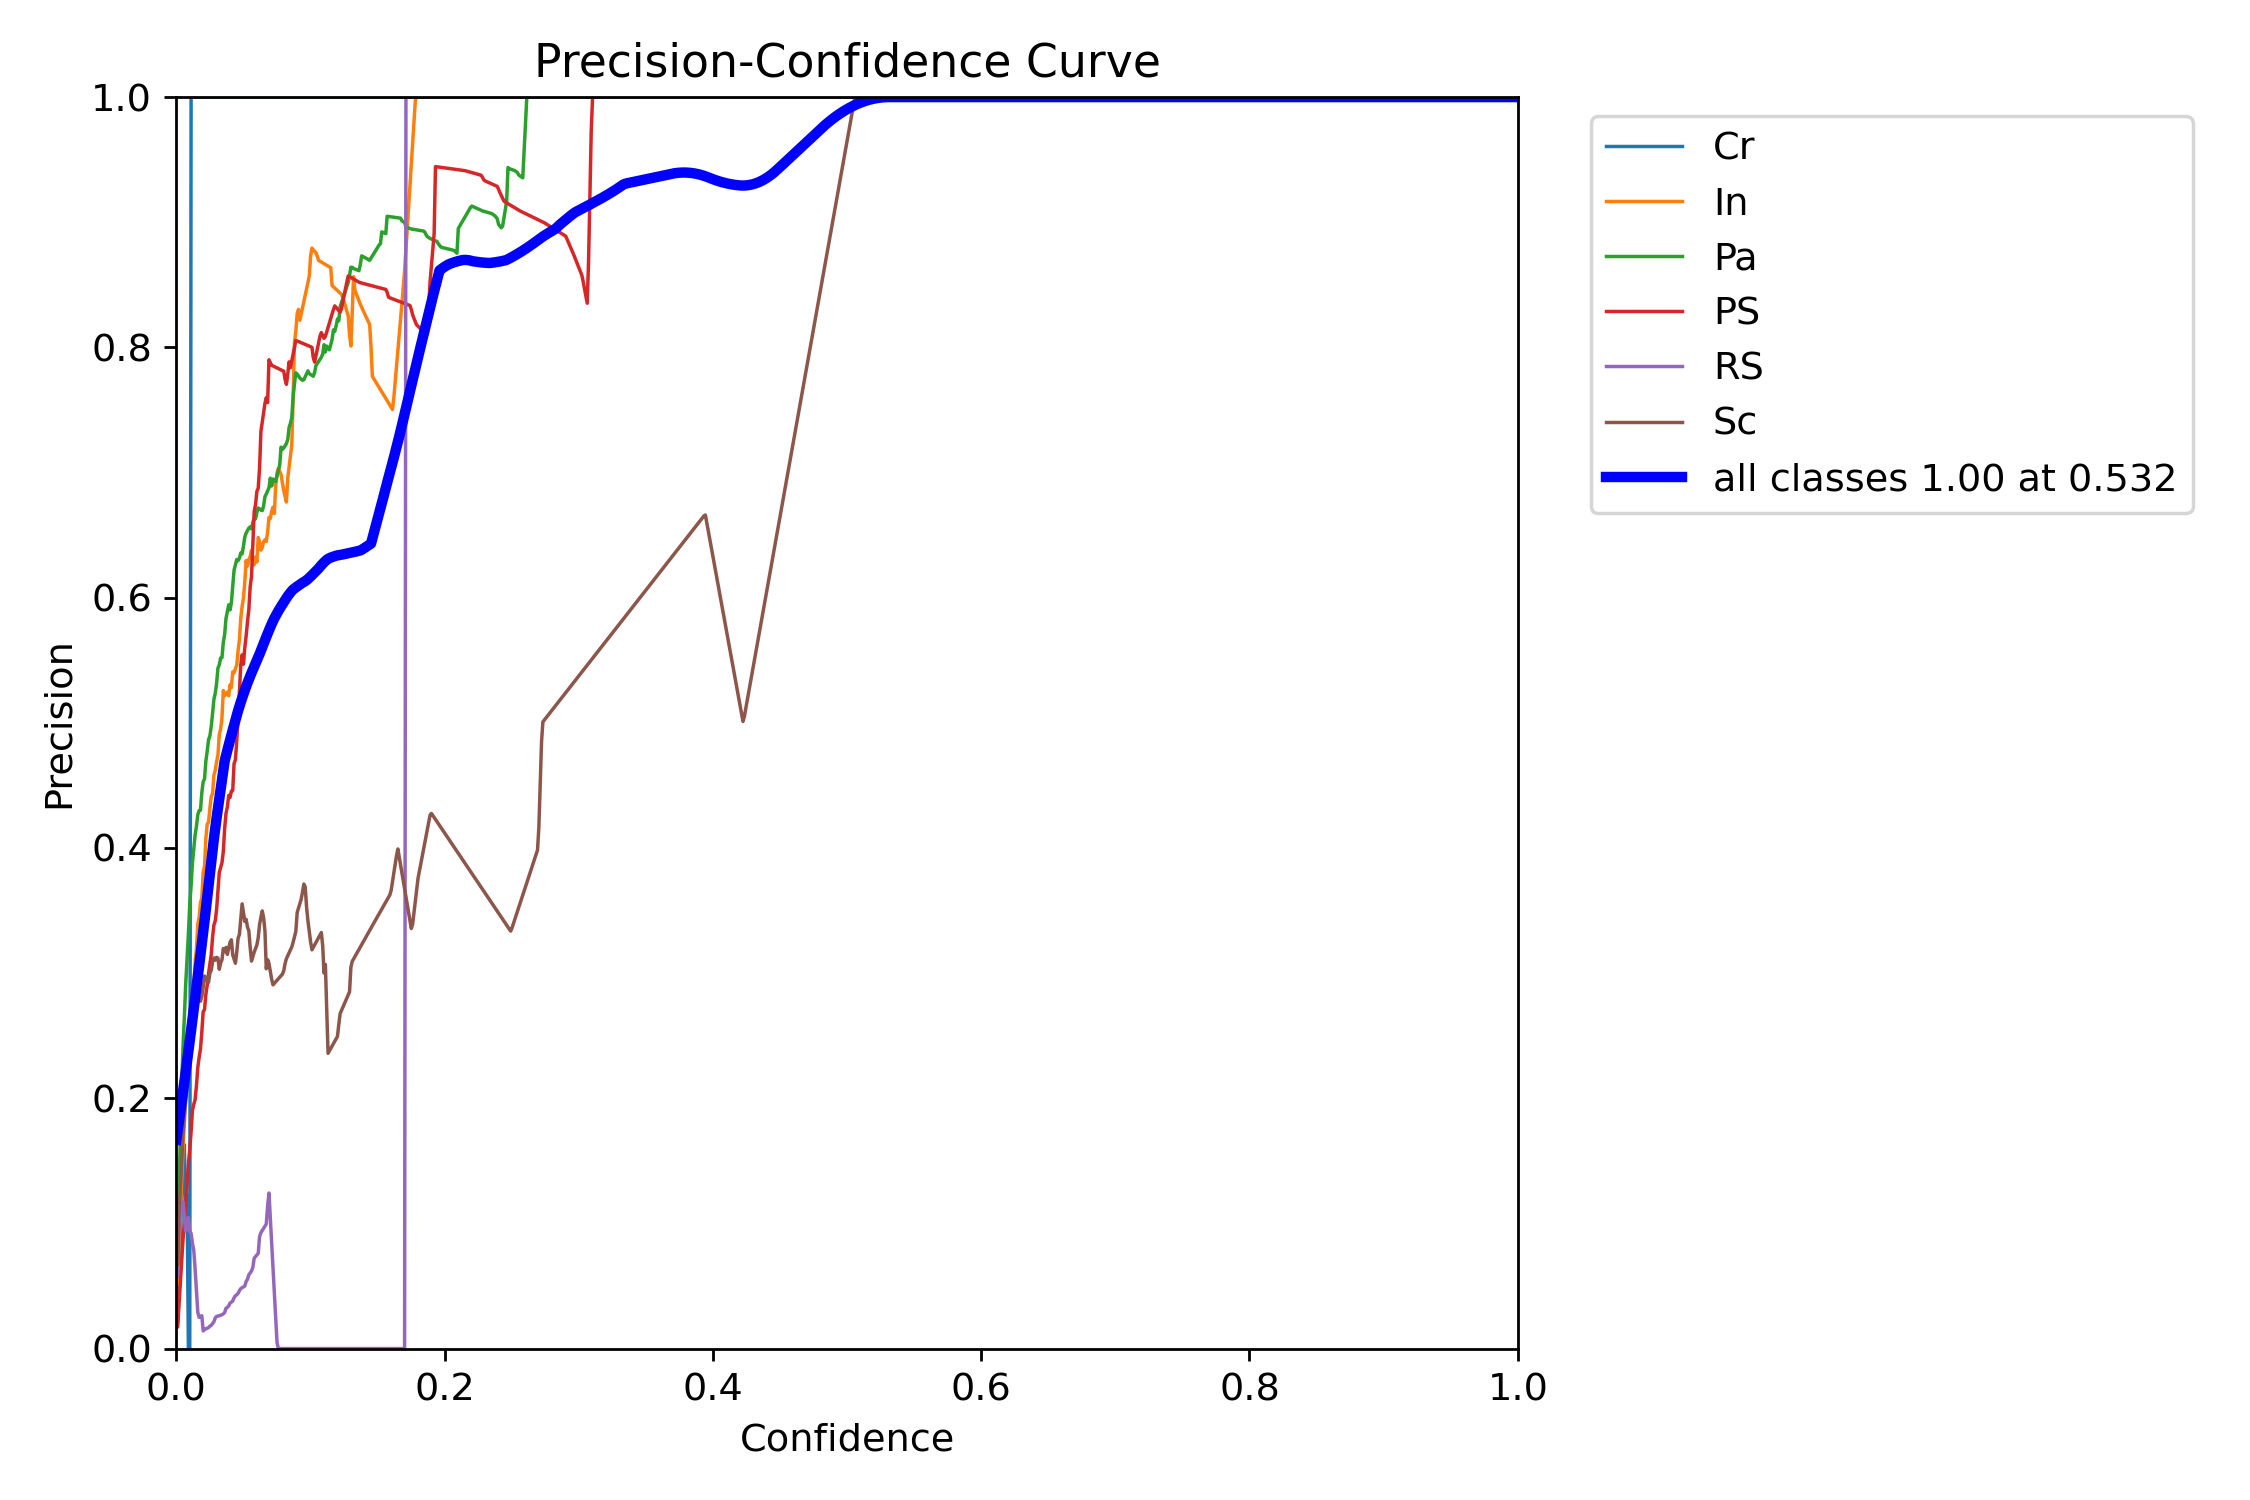 Precision-Confidence Curve
1.0
0.8
0.6
0.4
0.2
0.0
Precision
0.0 0.2 0.4 0.6 0.8 1.0
Confidence
Cr
In
Pa
PS
RS
Sc
all classes 1.00 at 0.532